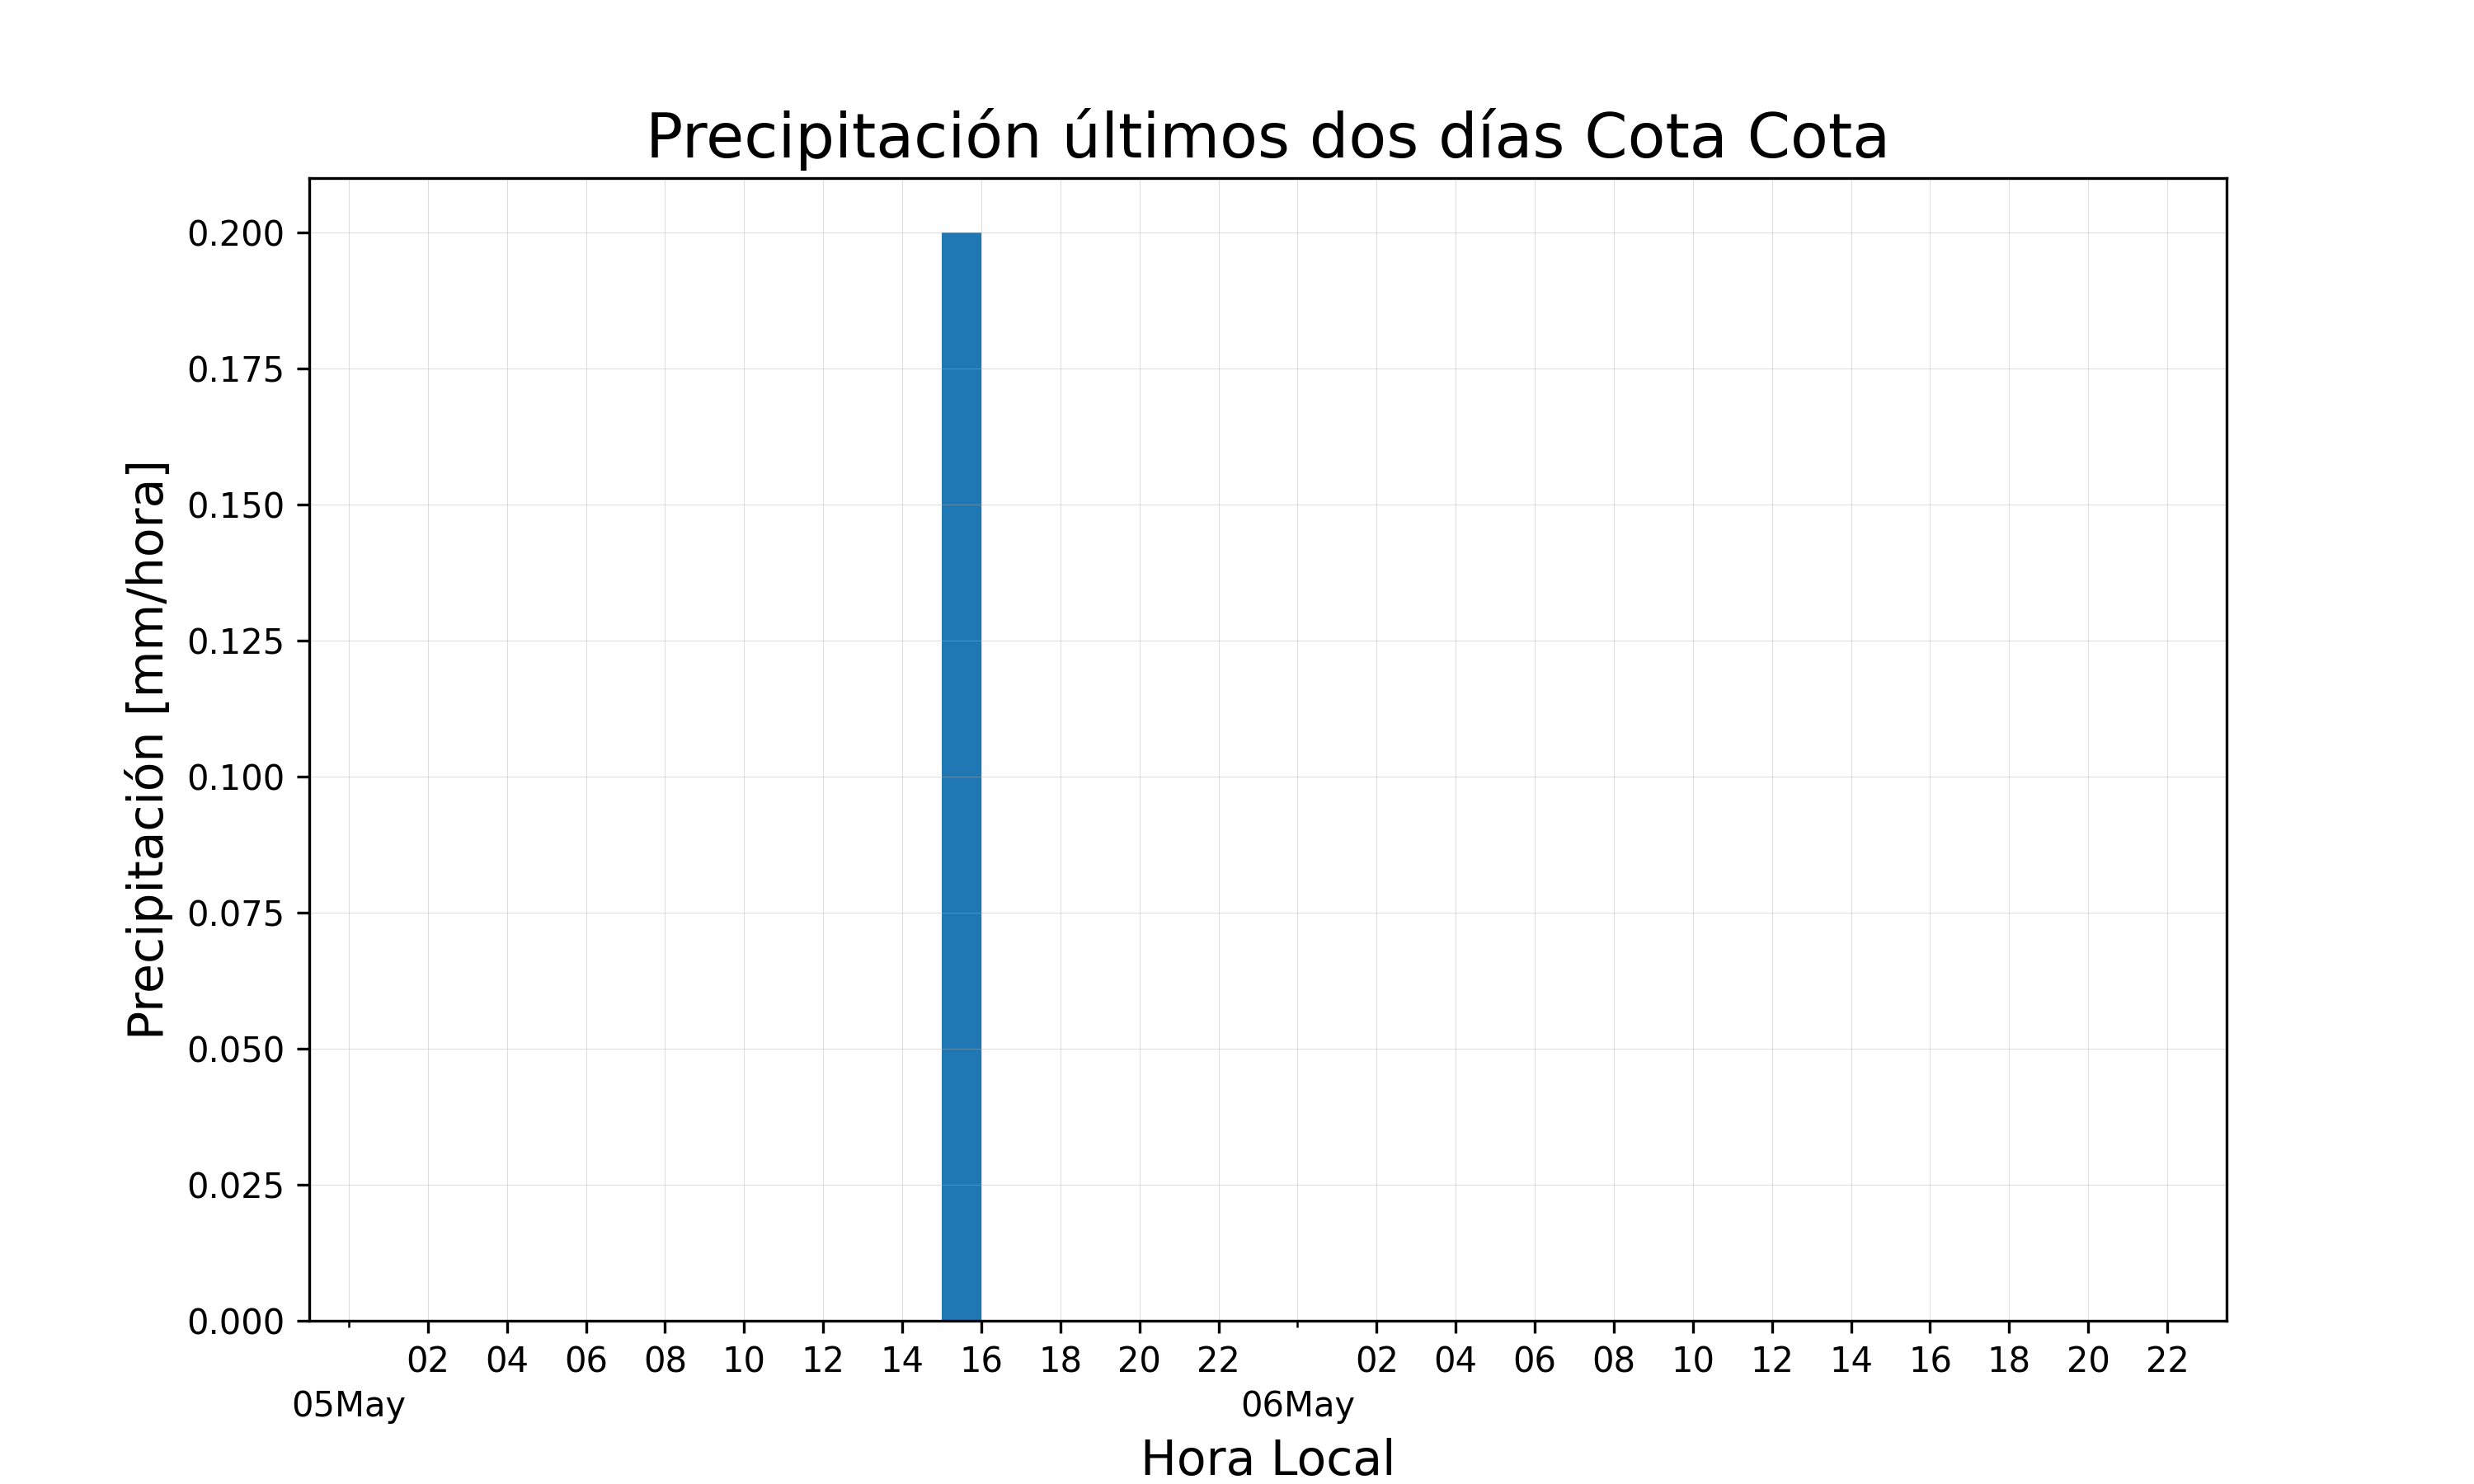 Precipitación últimos dos días Cota Cota
Precipitación [mm/hora]
0.200
0.175
0.150
0.125
0.100
0.075
0.050
0.025
0.000
02 04 06 08 10 12 14 16 18 20 22 02 04 06 08 10 12 14 16 18 20 22
05May 06May
Hora Local